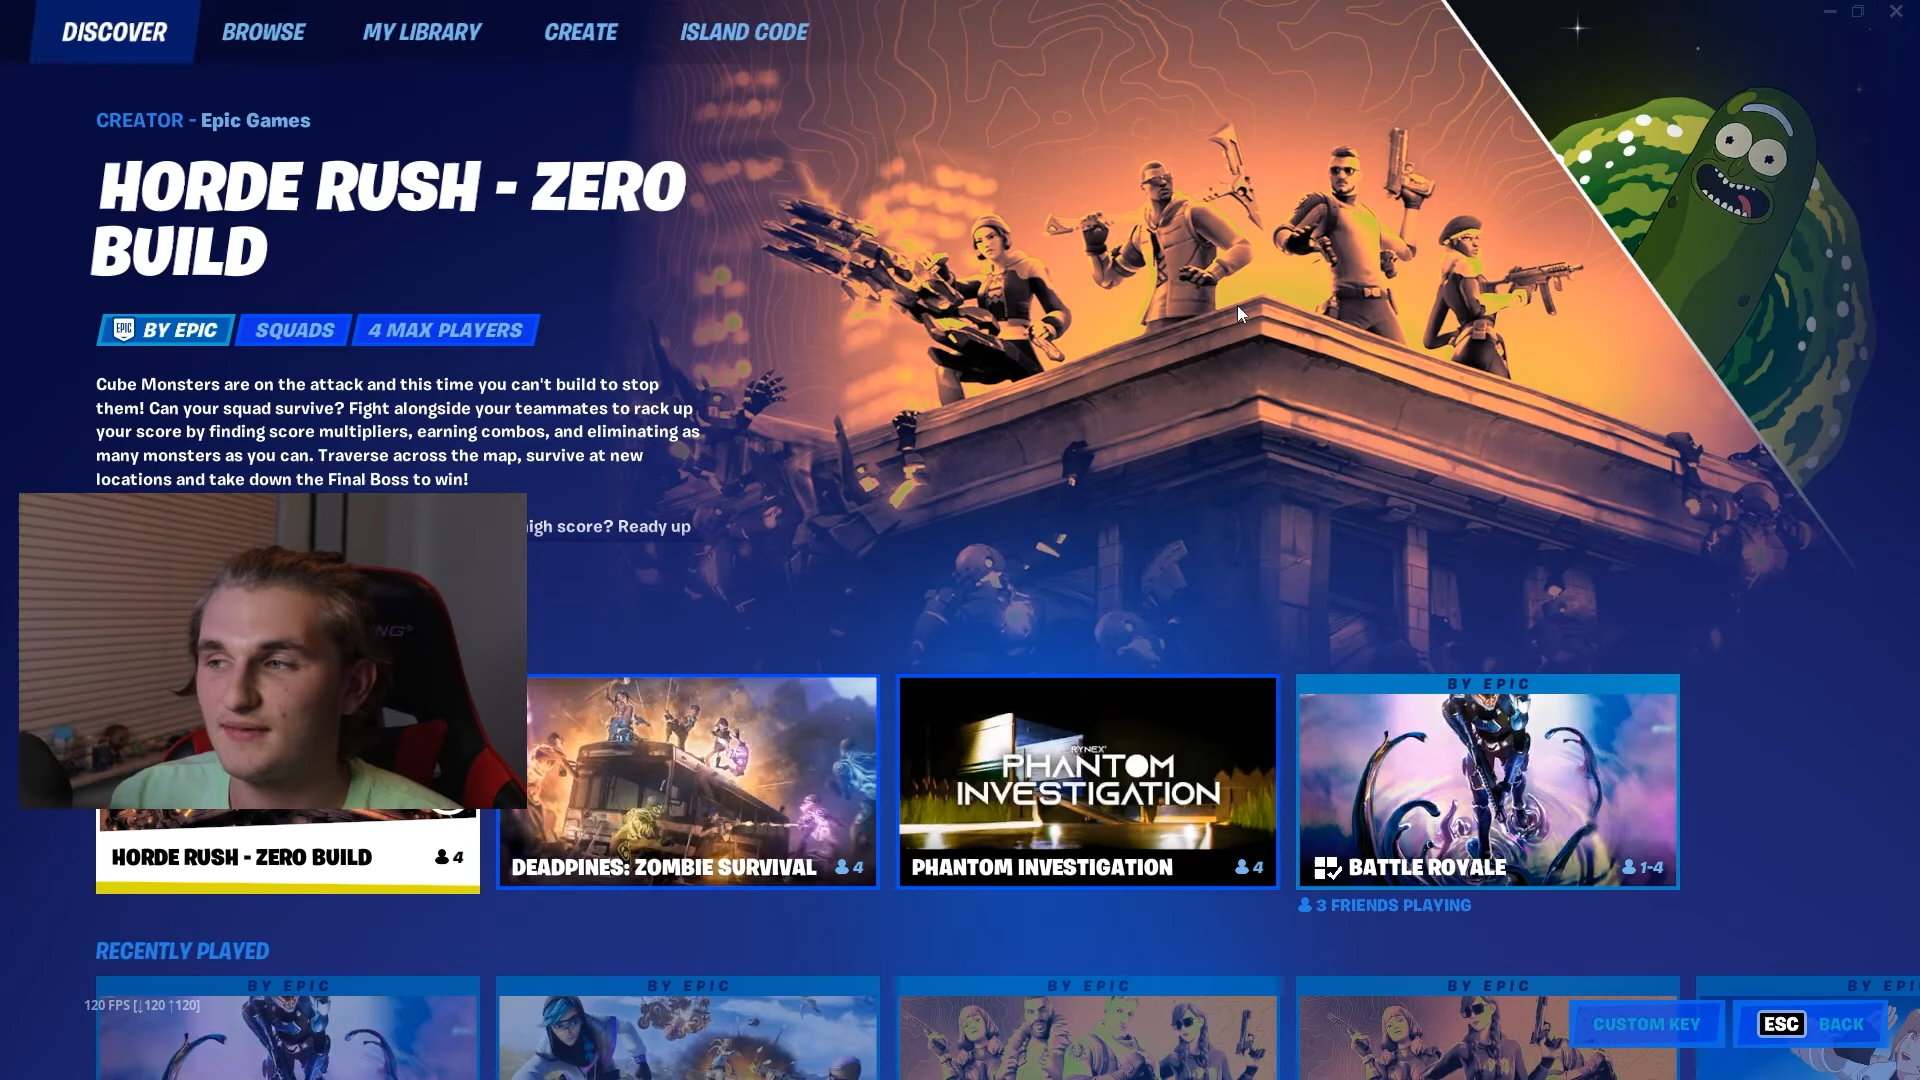 DISCOVER
BROWSE
MY LIBRARY
CREATE
ISLAND CODE
CREATOR - Epic Games
HORDE RUSH - ZERO
BUILD
EPIC
BY EPIC
SQUADS
4 MAX PLAYERS
Cube Monsters are on the attack and this time you can't build to stop
them! Can your squad survive? Fight alongside your teammates to rack up
your score by finding score multipliers, earning combos, and eliminating as
many monsters as you can. Traverse across the map, survive at new
locations and take down the Final Boss to win!
high score? Ready up
HORDE RUSH - ZERO BUILD
4
DEADPINES: ZOMBIE SURVIVAL
4
RYNEX'
PHANTOM
INVESTIGATION
PHANTOM INVESTIGATION
4
BY EPIC
BATTLE ROYALE
1-4
3 FRIENDS PLAYING
RECENTLY PLAYED
BY EPIC
BY EPIC
BY EPIC
BY EPIC
BY EPI
120 FPS [↓120 ↑120]
CUSTOM KEY
ESC
BACK